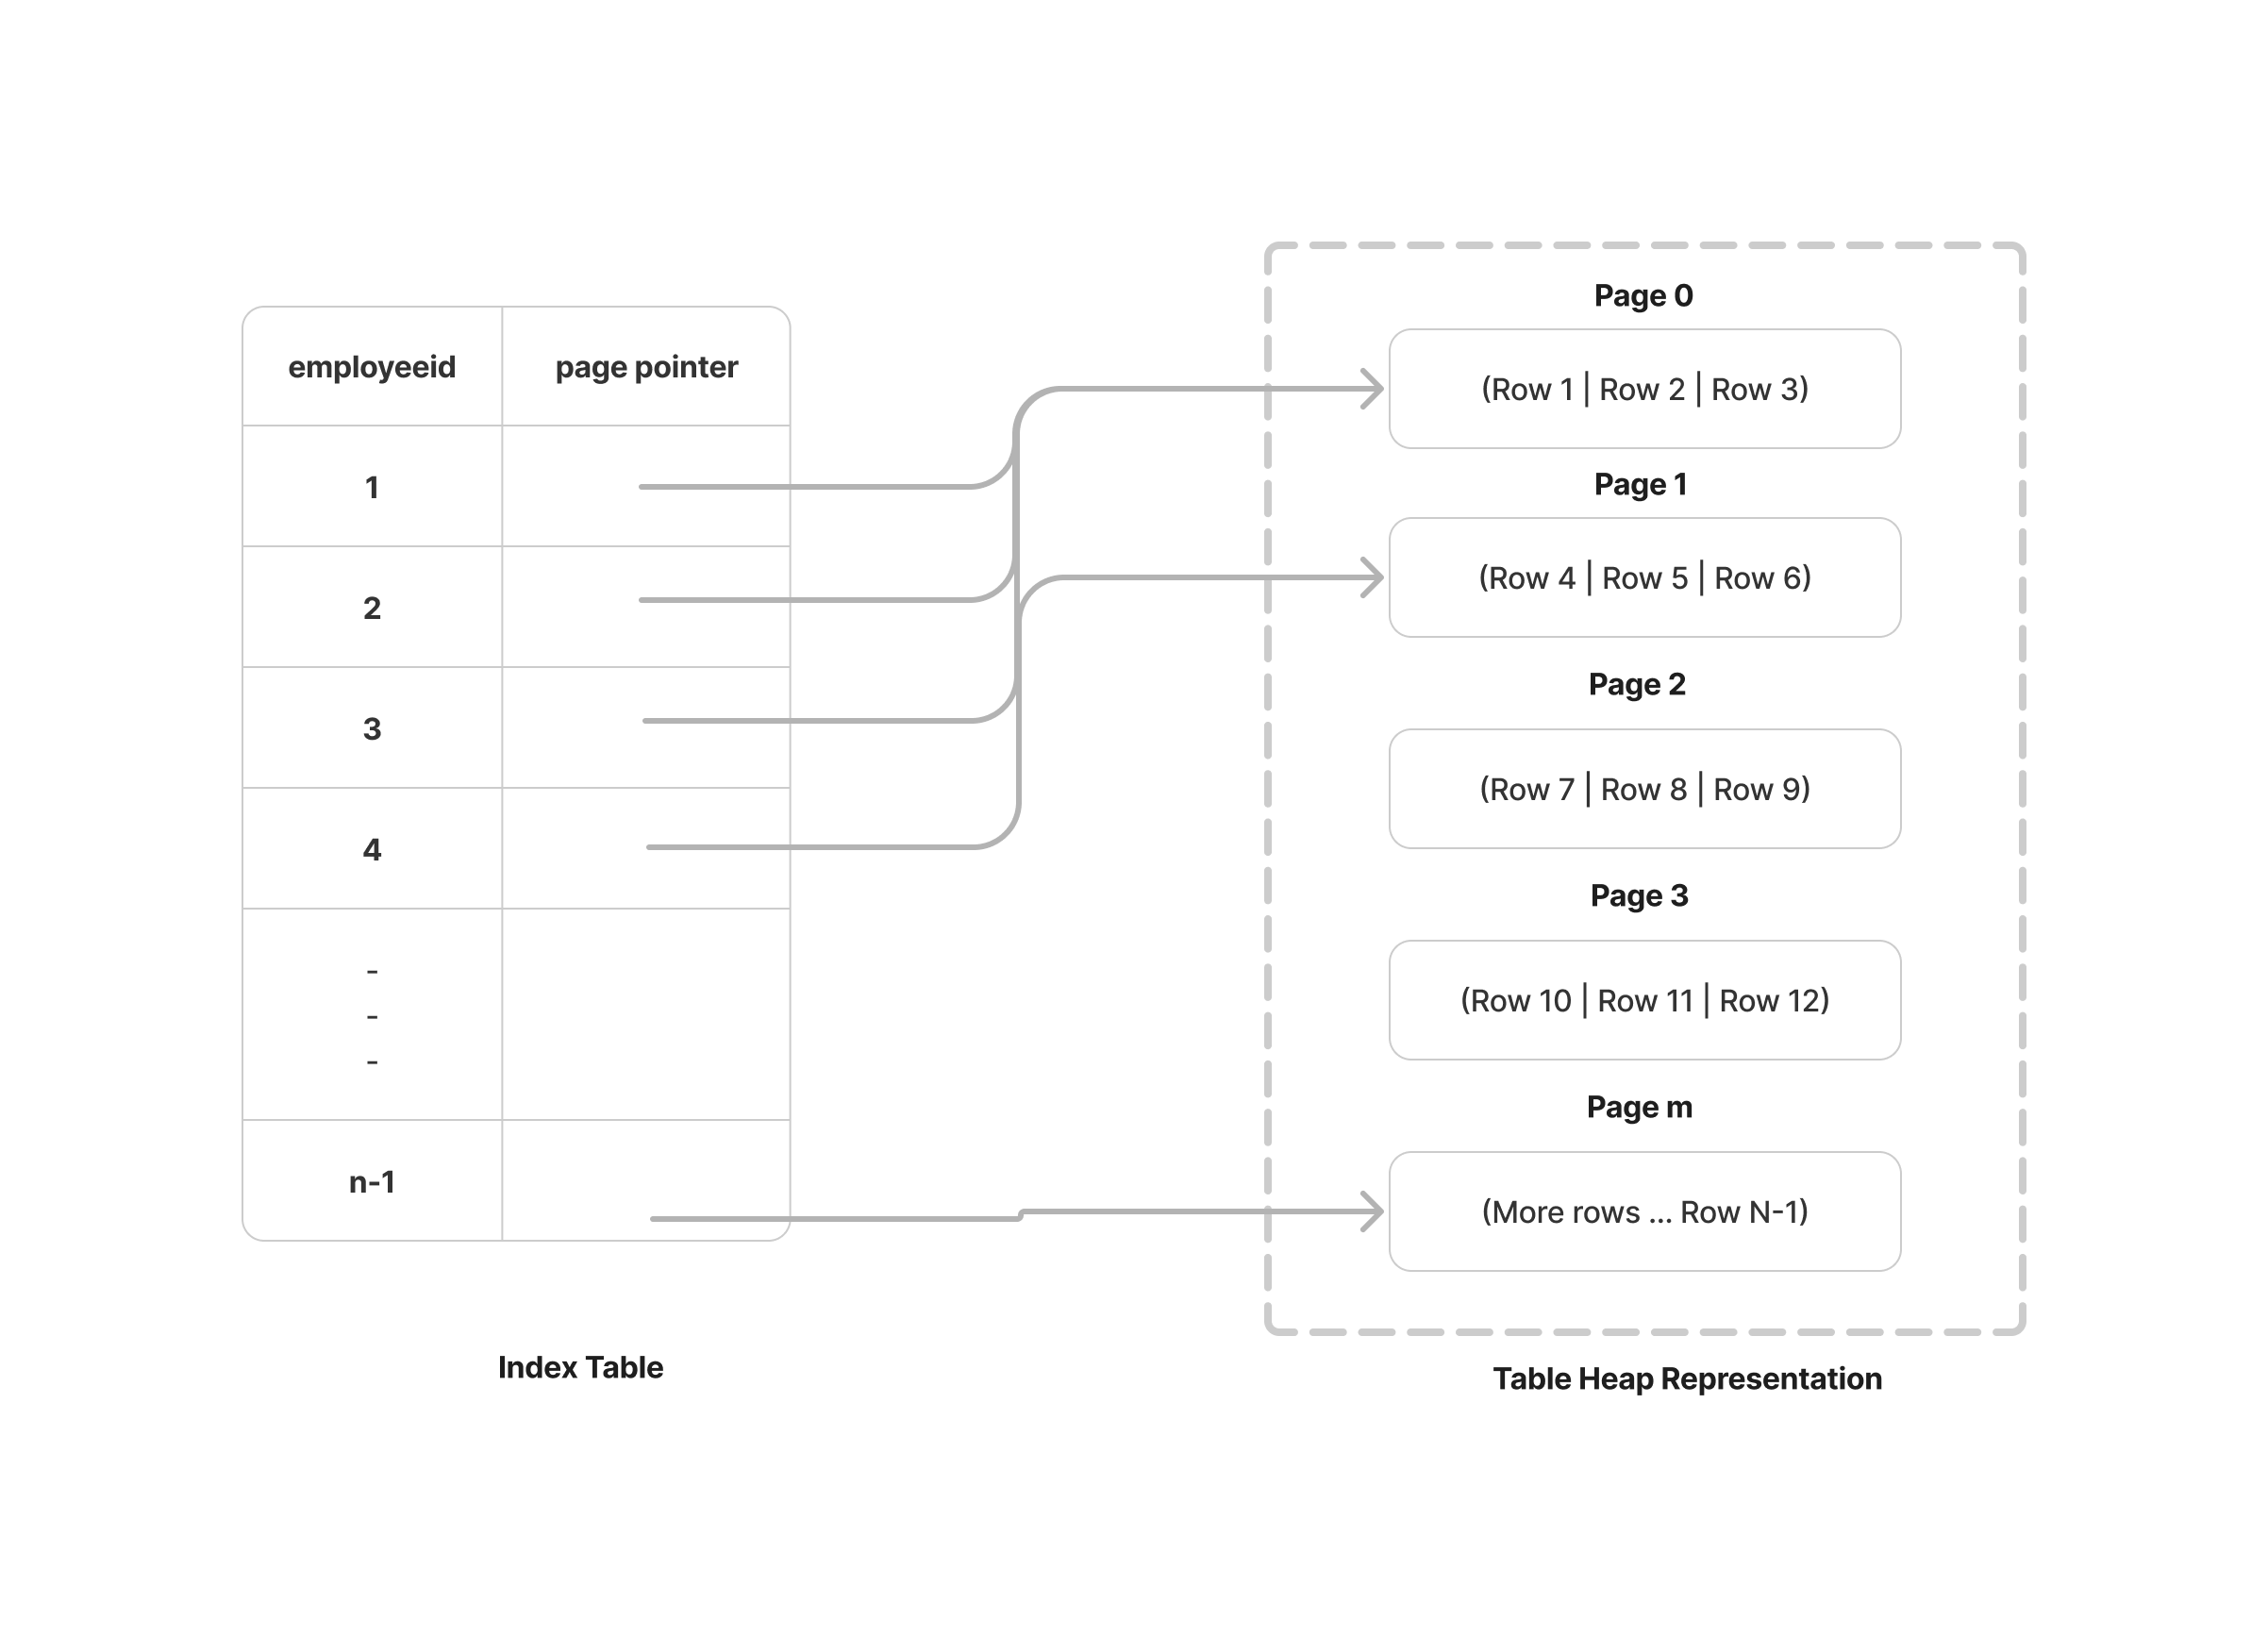 employeeid
page pointer
1
2
3
4
-
-
-
n-1
Index Table
Page 0
(Row 1 | Row 2 | Row 3)
Page 1
(Row 4 | Row 5 | Row 6)
Page 2
(Row 7 | Row 8 | Row 9)
Page 3
(Row 10 | Row 11 | Row 12)
Page m
(More rows ... Row N-1)
Table Heap Representation